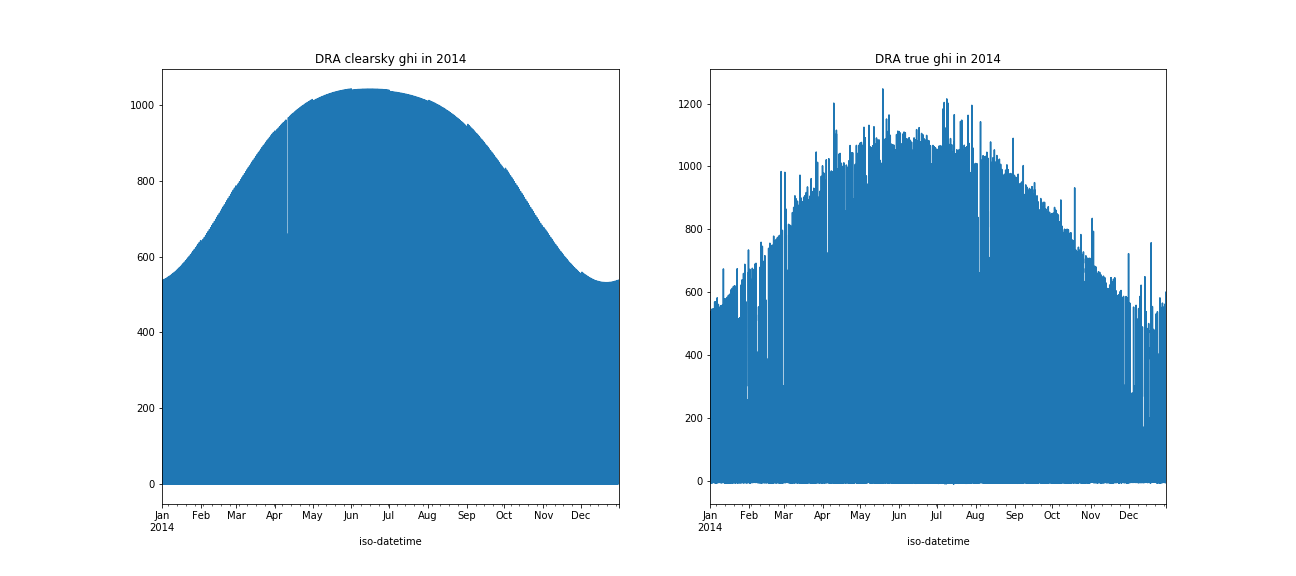 DRA clearsky ghi in 2014
1000
800
600
400
200
0
Jan Feb Mar Apr May Jun Jul Aug Sep Oct Nov Dec
2014
iso-datetime
DRA true ghi in 2014
1200
1000
800
600
400
200
0
Jan Feb Mar Apr May Jun Jul Aug Sep Oct Nov Dec
2014
iso-datetime